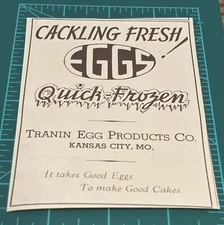 CACKLING FRESH!
EGGS
Quick-Frozen
TRANIN EGG PRODUCTS CO.
KANSAS CITY, MO.
It takes Good Eggs
To make Good Cakes